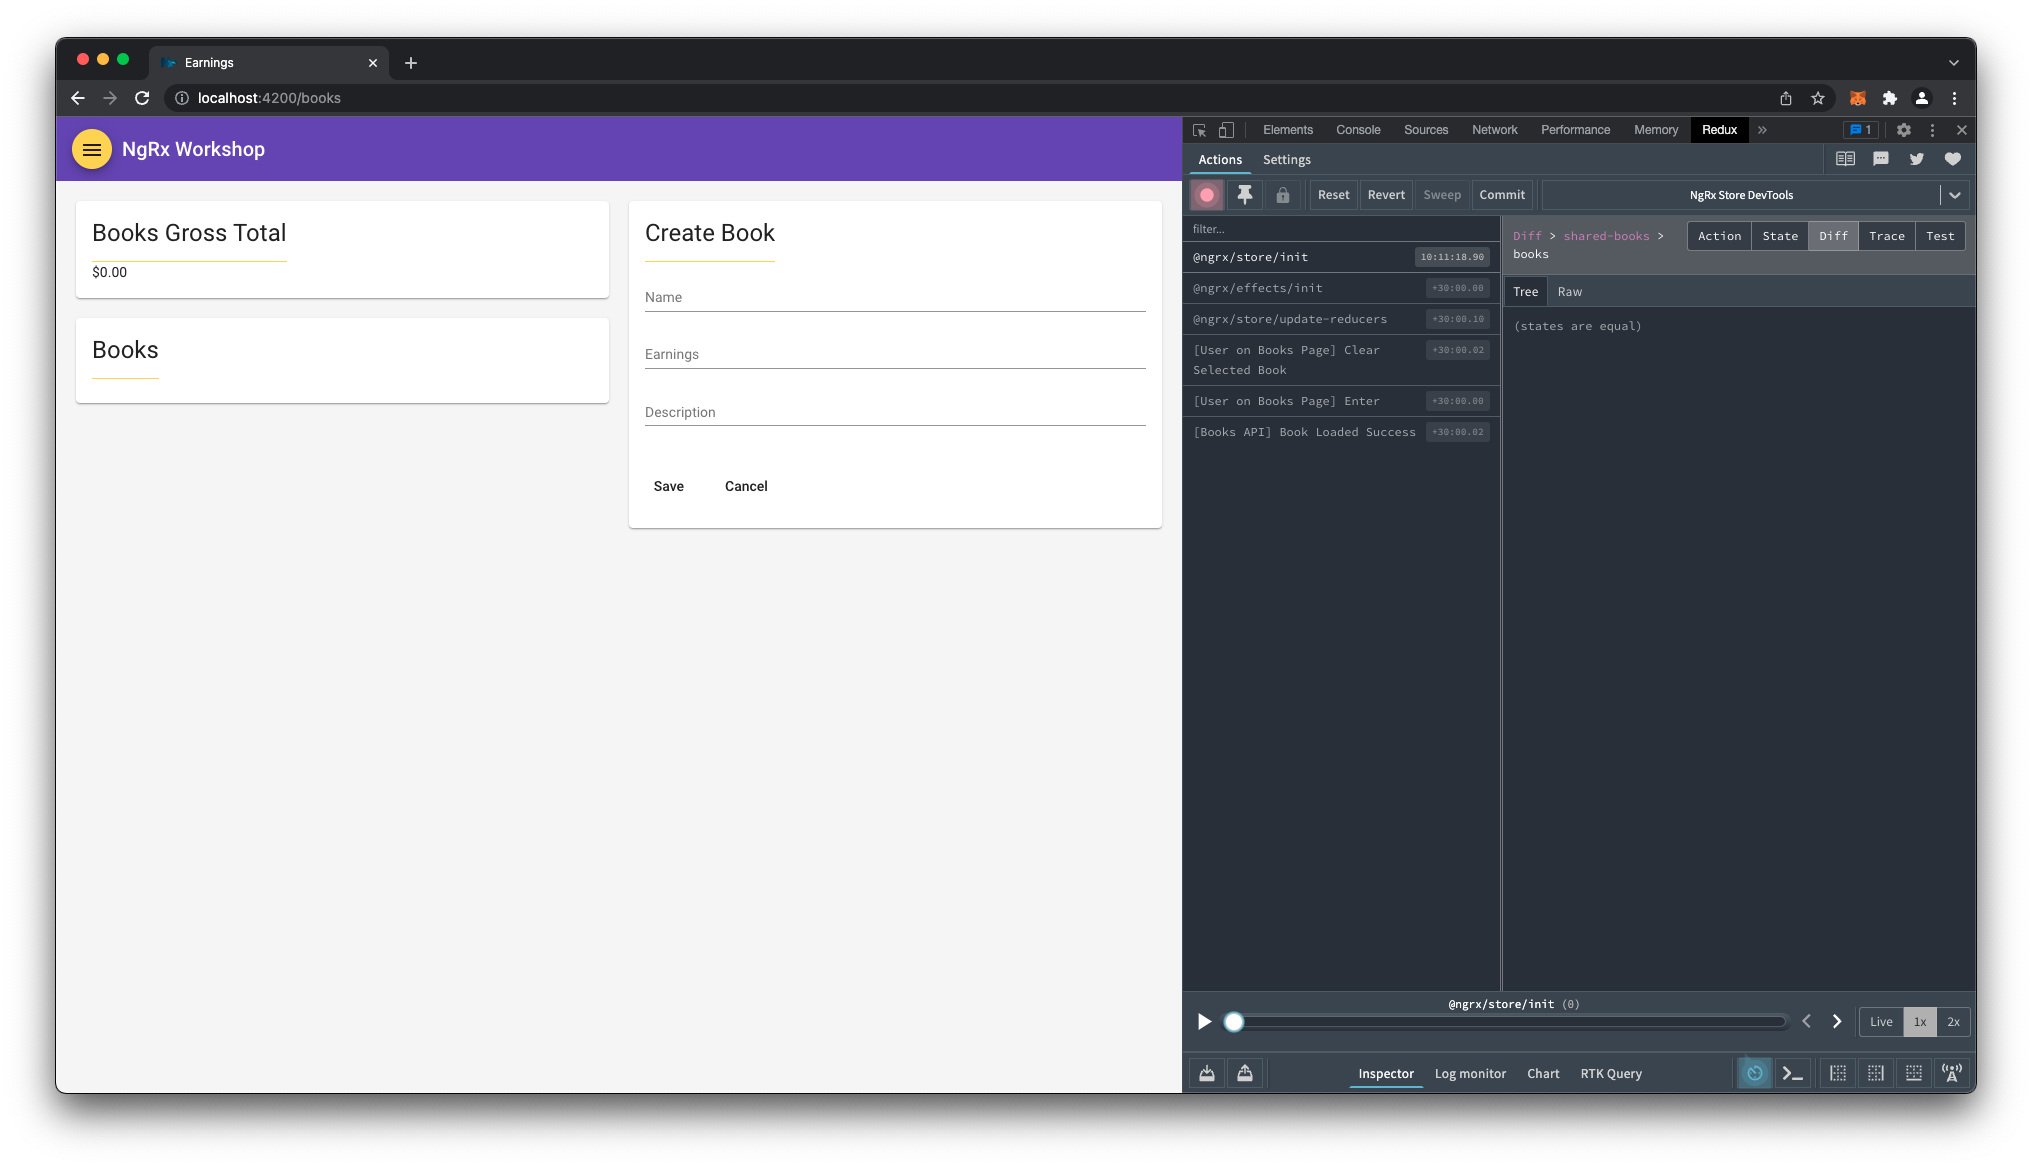 Earnings
localhost:4200/books
NgRx Workshop
Books Gross Total
$0.00
Books
Create Book
Name
Earnings
Description
Save Cancel
Elements Console Sources Network Performance Memory Redux » 1
Actions Settings
Reset Revert Sweep Commit NgRx Store DevTools
filter...
@ngrx/store/init 10:11:18.90
@ngrx/effects/init +30:00.00
@ngrx/store/update-reducers +30:00.10
[User on Books Page] Clear +30:00.02
Selected Book
[User on Books Page] Enter +30:00.00
[Books API] Book Loaded Success +30:00.02
Diff > shared-books >
books
Action State Diff Trace Test
Tree Raw
(states are equal)
@ngrx/store/init (0)
Live 1x 2x
Inspector Log monitor Chart RTK Query